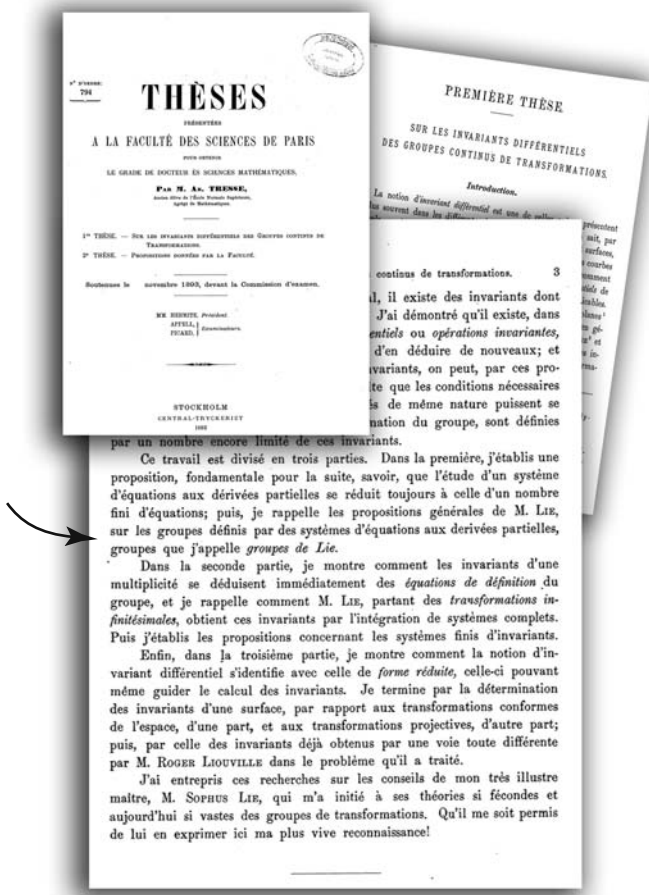 N° D'ORDRE:
794
THÈSES
PRÉSENTÉES
A LA FACULTÉ DES SCIENCES DE PARIS
POUR OBTENIR
LE GRADE DE DOCTEUR ÈS SCIENCES MATHÉMATIQUES,
PAR M. AR. TRESSE,
Ancien élève de l'École Normale Supérieure,
Agrégé de Mathématiques.
1re THÈSE. — SUR LES INVARIANTS DIFFÉRENTIELS DES GROUPES CONTINUS DE
TRANSFORMATIONS.
2e THÈSE. — PROPOSITIONS DONNÉES PAR LA FACULTÉ.
Soutenues le novembre 1893, devant la Commission d'examen.
MM HERMITE, Président.
APPELL,
PICARD,
Examinateurs.
STOCKHOLM
CENTRAL-TRYCKERIET
1893
PREMIÈRE THÈSE.
SUR LES INVARIANTS DIFFÉRENTIELS
DES GROUPES CONTINUS DE TRANSFORMATIONS.
Introduction.
La notion d'invariant différentiel est une de celles qui se présentent
plus souvent dans les
sait, par
surfaces,
courbes
comment
de
continus de transformations. 3
il existe des invariants dont
J'ai démontré qu'il existe, dans
ou opérations invariantes,
d'en déduire de nouveaux; et
on peut, par ces pro-
que les conditions nécessaires
de même nature puissent se
du groupe, sont définies
par un nombre encore limité de ces invariants.
Ce travail est divisé en trois parties. Dans la première, j'établis une
proposition, fondamentale pour la suite, savoir, que l'étude d'un système
d'équations aux dérivées partielles se réduit toujours à celle d'un nombre
fini d'équations; puis, je rappelle les propositions générales de M. LIE,
sur les groupes définis par des systèmes d'équations aux derivées partielles,
groupes que j'appelle groupes de Lie.
Dans la seconde partie, je montre comment les invariants d'une
multiplicité se déduisent immédiatement des équations de définition du
groupe, et je rappelle comment M. LIE, partant des transformations in-
finitésimales, obtient ces invariants par l'intégration de systèmes complets.
Puis j'établis les propositions concernant les systèmes finis d'invariants.
Enfin, dans la troisième partie, je montre comment la notion d'in-
variant différentiel s'identifie avec celle de forme réduite, celle-ci pouvant
même guider le calcul des invariants. Je termine par la détermination
des invariants d'une surface, par rapport aux transformations conformes
de l'espace, d'une part, et aux transformations projectives, d'autre part;
puis, par celle des invariants déjà obtenus par une voie toute différente
par M. ROGER LIOUVILLE dans le problème qu'il a traité.
J'ai entrepris ces recherches sur les conseils de mon très illustre
maître, M. SOPHUS LIE, qui m'a initié à ses théories si fécondes et
aujourd'hui si vastes des groupes de transformations. Qu'il me soit permis
de lui en exprimer ici ma plus vive reconnaissance!